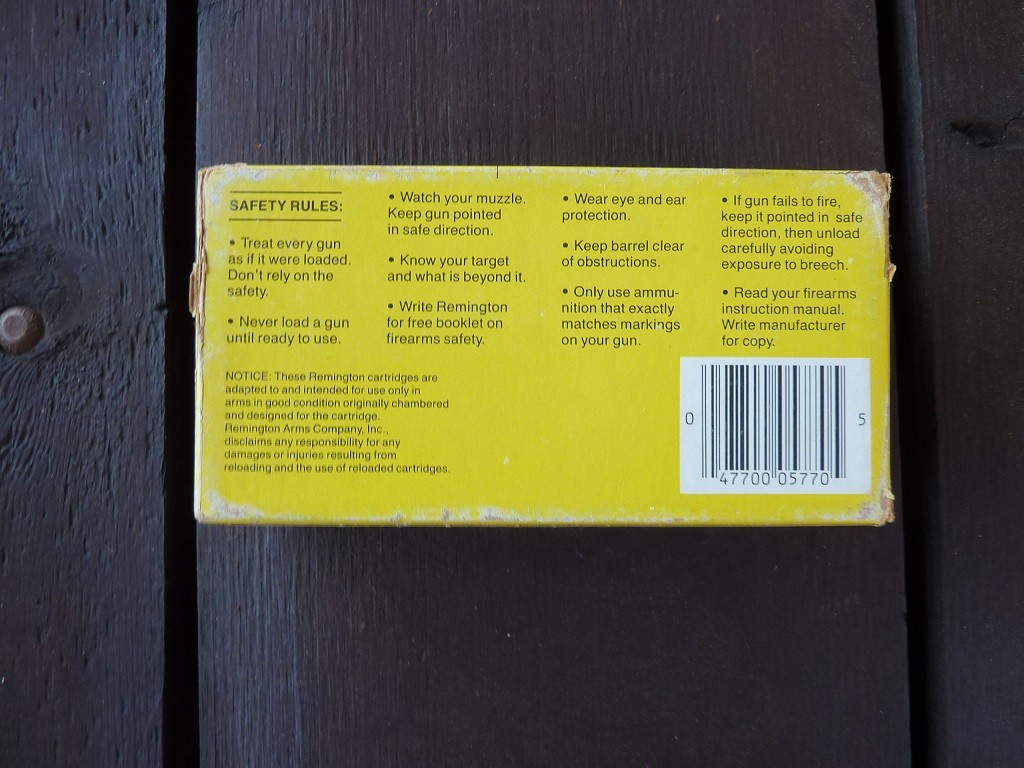 SAFETY RULES:
• Treat every gun
as if it were loaded.
Don't rely on the
safety.
• Never load a gun
until ready to use.
• Watch your muzzle.
Keep gun pointed
in safe direction.
• Know your target
and what is beyond it.
• Write Remington
for free booklet on
firearms safety.
• Wear eye and ear
protection.
• Keep barrel clear
of obstructions.
• Only use ammu-
nition that exactly
matches markings
on your gun.
• If gun fails to fire,
keep it pointed in safe
direction, then unload
carefully avoiding
exposure to breech.
• Read your firearms
instruction manual.
Write manufacturer
for copy.
NOTICE: These Remington cartridges are
adapted to and intended for use only in
arms in good condition originally chambered
and designed for the cartridge.
Remington Arms Company, Inc.,
disclaims any responsibility for any
damages or injuries resulting from
reloading and the use of reloaded cartridges.
0 47700 05770 5